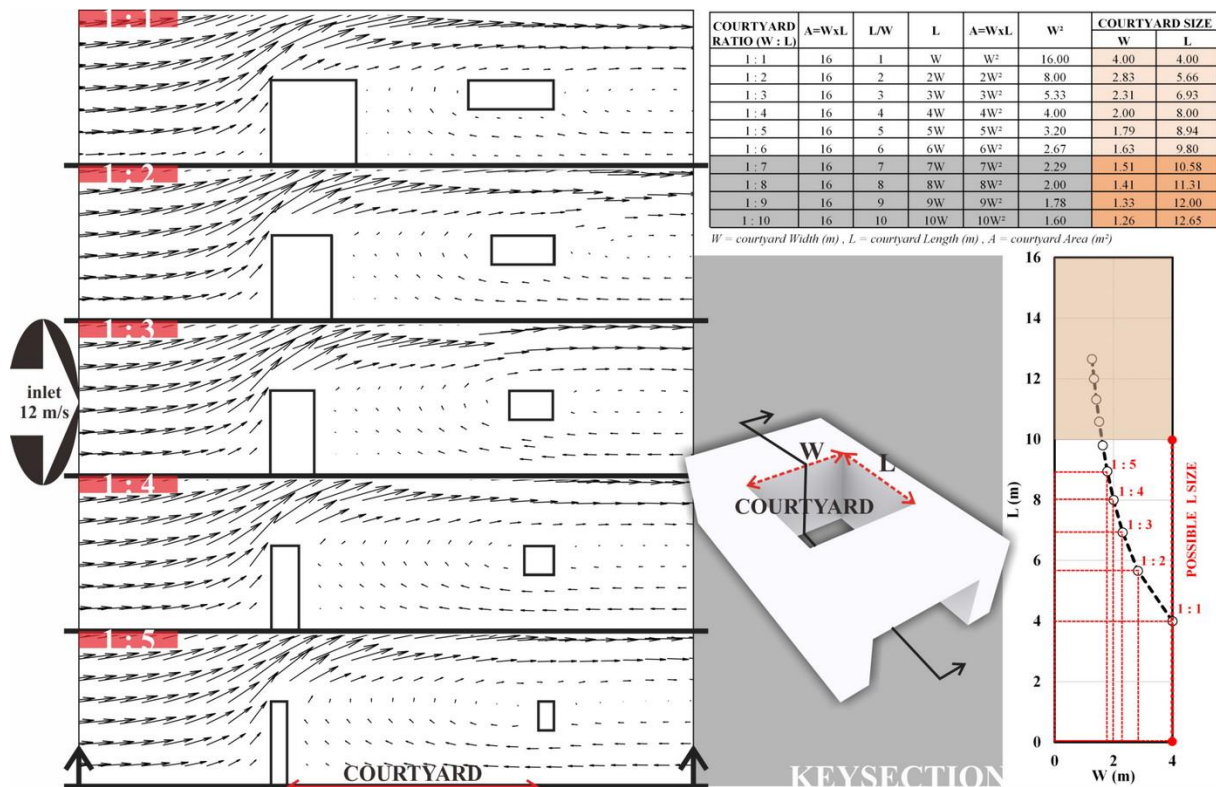 1 : 1
1 : 2
1 : 3
1 : 4
1 : 5
inlet
12 m/s
COURTYARD
COURTYARD RATIO (W : L) A=WxL L/W L A=WxL W² COURTYARD SIZE
W L
1 : 1 16 1 W W² 16.00 4.00 4.00
1 : 2 16 2 2W 2W² 8.00 2.83 5.66
1 : 3 16 3 3W 3W² 5.33 2.31 6.93
1 : 4 16 4 4W 4W² 4.00 2.00 8.00
1 : 5 16 5 5W 5W² 3.20 1.79 8.94
1 : 6 16 6 6W 6W² 2.67 1.63 9.80
1 : 7 16 7 7W 7W² 2.29 1.51 10.58
1 : 8 16 8 8W 8W² 2.00 1.41 11.31
1 : 9 16 9 9W 9W² 1.78 1.33 12.00
1 : 10 16 10 10W 10W² 1.60 1.26 12.65
W = courtyard Width (m) , L = courtyard Length (m) , A = courtyard Area (m²)
W
L
COURTYARD
KEYSECTION
16
14
12
10
8
6
4
2
0
L (m)
1 : 5
1 : 4
1 : 3
1 : 2
1 : 1
POSSIBLE L SIZE
0 2 4
W (m)